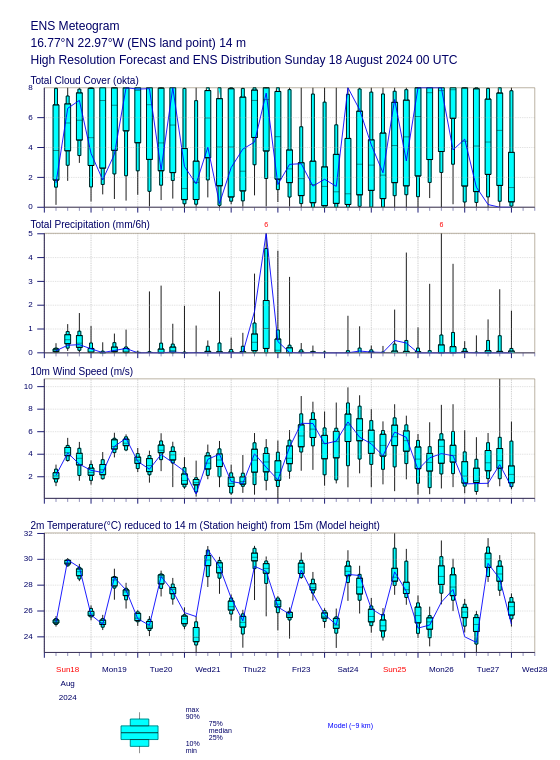 ENS Meteogram
16.77°N 22.97°W (ENS land point) 14 m
High Resolution Forecast and ENS Distribution Sunday 18 August 2024 00 UTC
Total Cloud Cover (okta)
8
6
4
2
0
Total Precipitation (mm/6h)
6 6
5
4
3
2
1
0
10m Wind Speed (m/s)
10
8
6
4
2
2m Temperature(°C) reduced to 14 m (Station height) from 15m (Model height)
32
30
28
26
24
Sun18 Mon19 Tue20 Wed21 Thu22 Fri23 Sat24 Sun25 Mon26 Tue27 Wed28
Aug
2024
max
90%
75%
median
25%
10%
min
Model (~9 km)